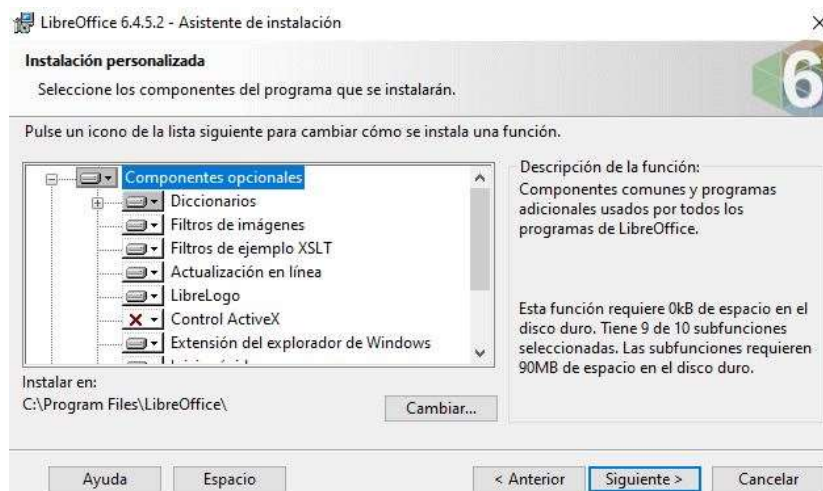 LibreOffice 6.4.5.2 - Asistente de instalación
Instalación personalizada
Seleccione los componentes del programa que se instalarán.
6
Pulse un icono de la lista siguiente para cambiar cómo se instala una función.
Componentes opcionales
Diccionarios
Filtros de imágenes
Filtros de ejemplo XSLT
Actualización en línea
LibreLogo
Control ActiveX
Extensión del explorador de Windows
Descripción de la función:
Componentes comunes y programas
adicionales usados por todos los
programas de LibreOffice.
Esta función requiere 0kB de espacio en el
disco duro. Tiene 9 de 10 subfunciones
seleccionadas. Las subfunciones requieren
90MB de espacio en el disco duro.
Instalar en:
C:\Program Files\LibreOffice\
Cambiar...
Ayuda
Espacio
< Anterior
Siguiente >
Cancelar